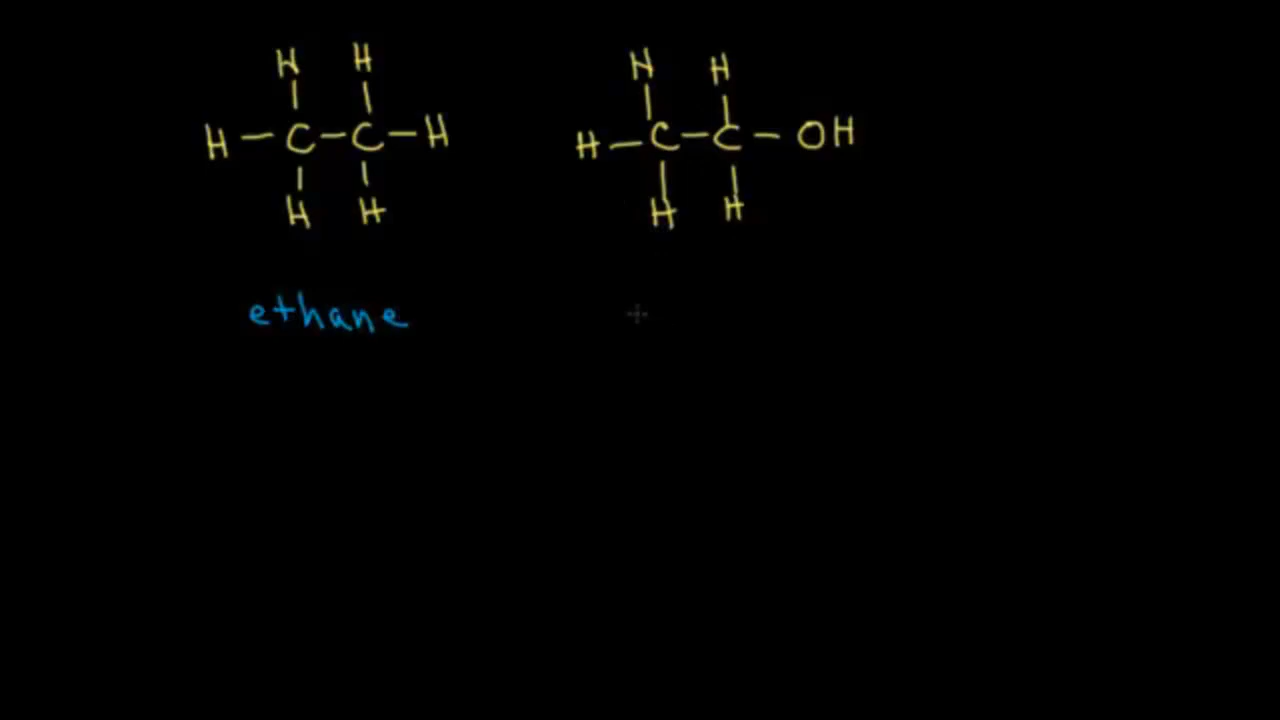 H H N H
H – C – C – H H – C – C – OH
H H H H
ethane